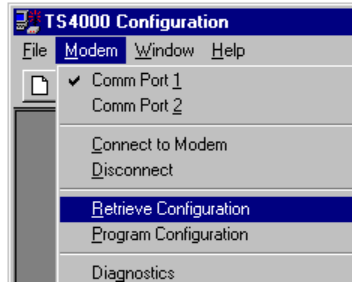 TS4000 Configuration
File Modem Window Help
✓ Comm Port 1
Comm Port 2
Connect to Modem
Disconnect
Retrieve Configuration
Program Configuration
Diagnostics